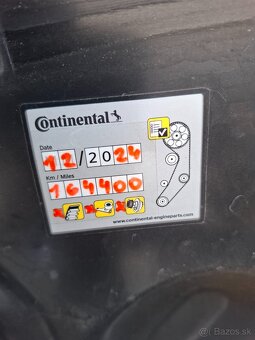 Continental
Date
12/2024
Km / Miles
164400
www.continental-engineparts.com
© Bazos.sk